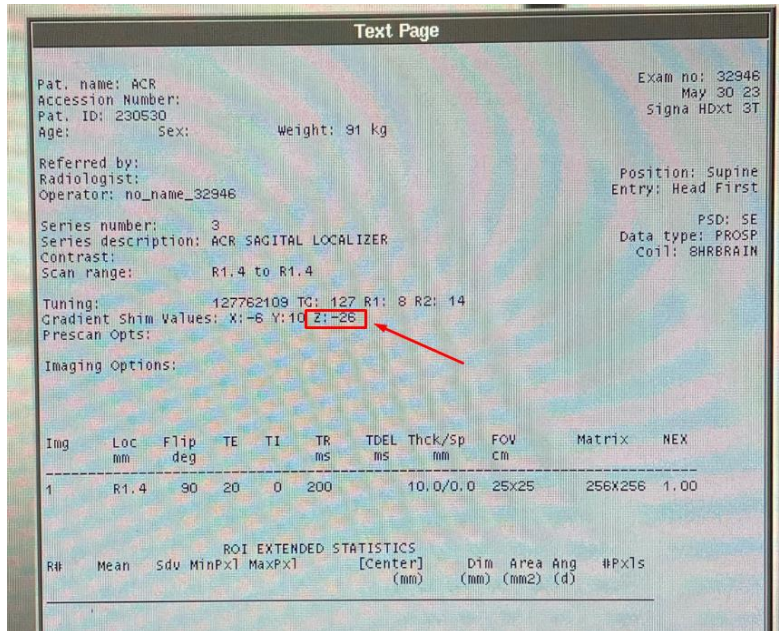 Text Page
Pat. name: ACR
Exam no: 32946
Accession Number:
May 30 23
Pat. ID: 230530
Signa HDxt 3T
Age: Sex: Weight: 91 kg
Referred by:
Radiologist:
Position: Supine
Operator: no_name_32946
Entry: Head First
Series number: 3
PSD: SE
Series description: ACR SAGITAL LOCALIZER
Data type: PROSP
Contrast:
Coil: 8HRBRAIN
Scan range: R1.4 to R1.4
Tuning: 127762109 TG: 127 R1: 8 R2: 14
Gradient Shim Values: X:-6 Y:10 Z:-26
Prescan Opts:
Imaging Options:
Img Loc Flip TE TI TR TDEL Thck/Sp FOV Matrix NEX
mm deg ms ms mm cm
1 R1.4 90 20 0 200 10.0/0.0 25x25 256X256 1.00
ROI EXTENDED STATISTICS
R# Mean Sdv MinPxl MaxPxl [Center] Dim Area Ang #Pxls
(mm) (mm) (mm2) (d)